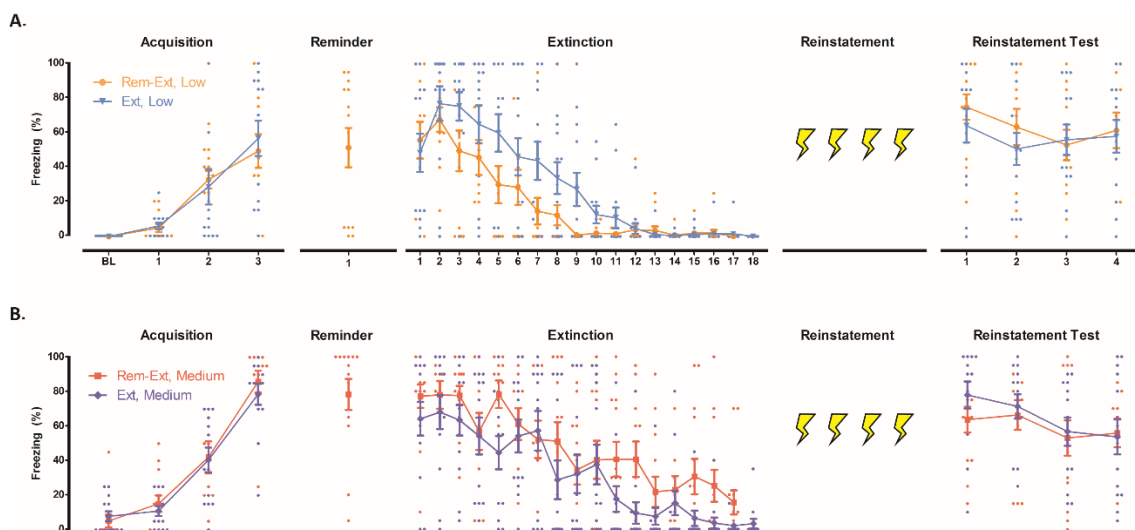 A.
Acquisition Reminder Extinction Reinstatement Reinstatement Test
Rem-Ext, Low
Ext, Low
Freezing (%)
100
80
60
40
20
0
BL 1 2 3 1 1 2 3 4 5 6 7 8 9 10 11 12 13 14 15 16 17 18 1 2 3 4
B.
Acquisition Reminder Extinction Reinstatement Reinstatement Test
Rem-Ext, Medium
Ext, Medium
Freezing (%)
100
80
60
40
20
0